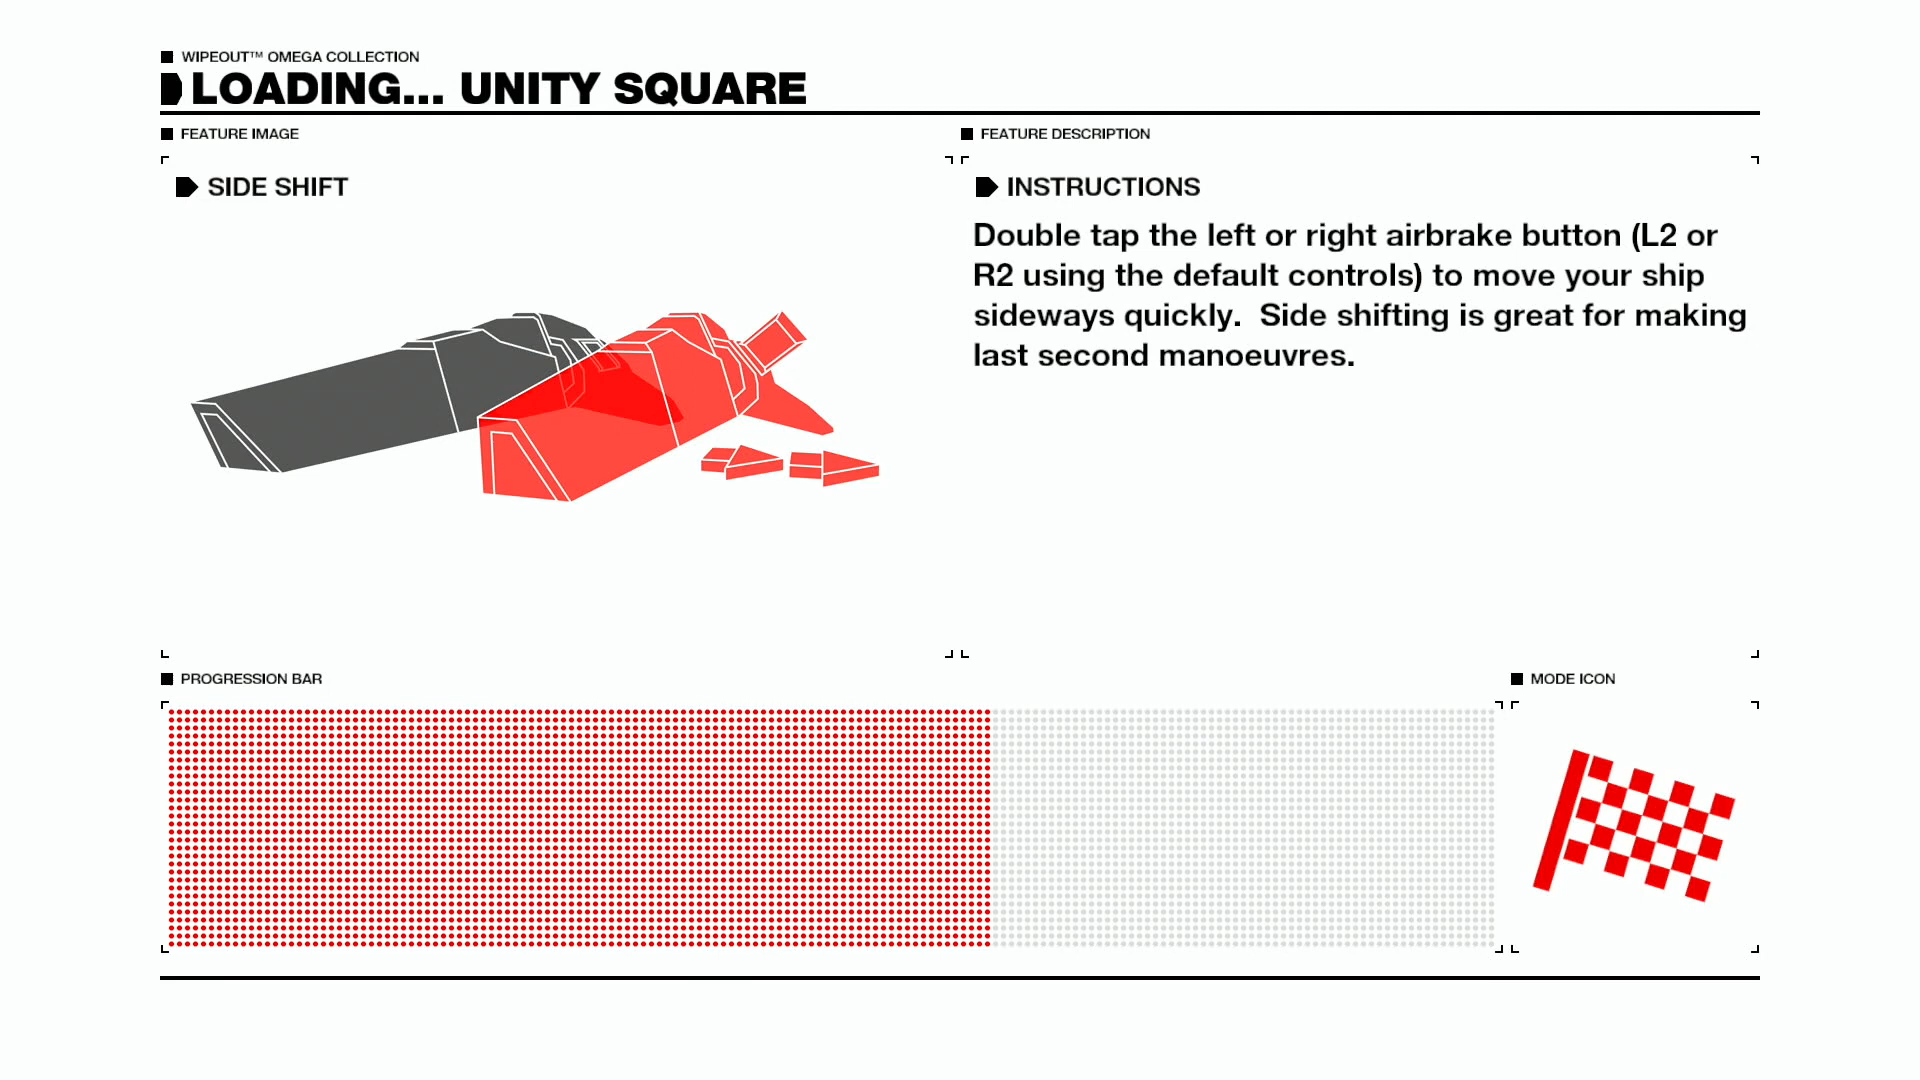 WIPEOUT™ OMEGA COLLECTION
LOADING... UNITY SQUARE
FEATURE IMAGE
SIDE SHIFT
FEATURE DESCRIPTION
INSTRUCTIONS
Double tap the left or right airbrake button (L2 or
R2 using the default controls) to move your ship
sideways quickly.  Side shifting is great for making
last second manoeuvres.
PROGRESSION BAR
MODE ICON